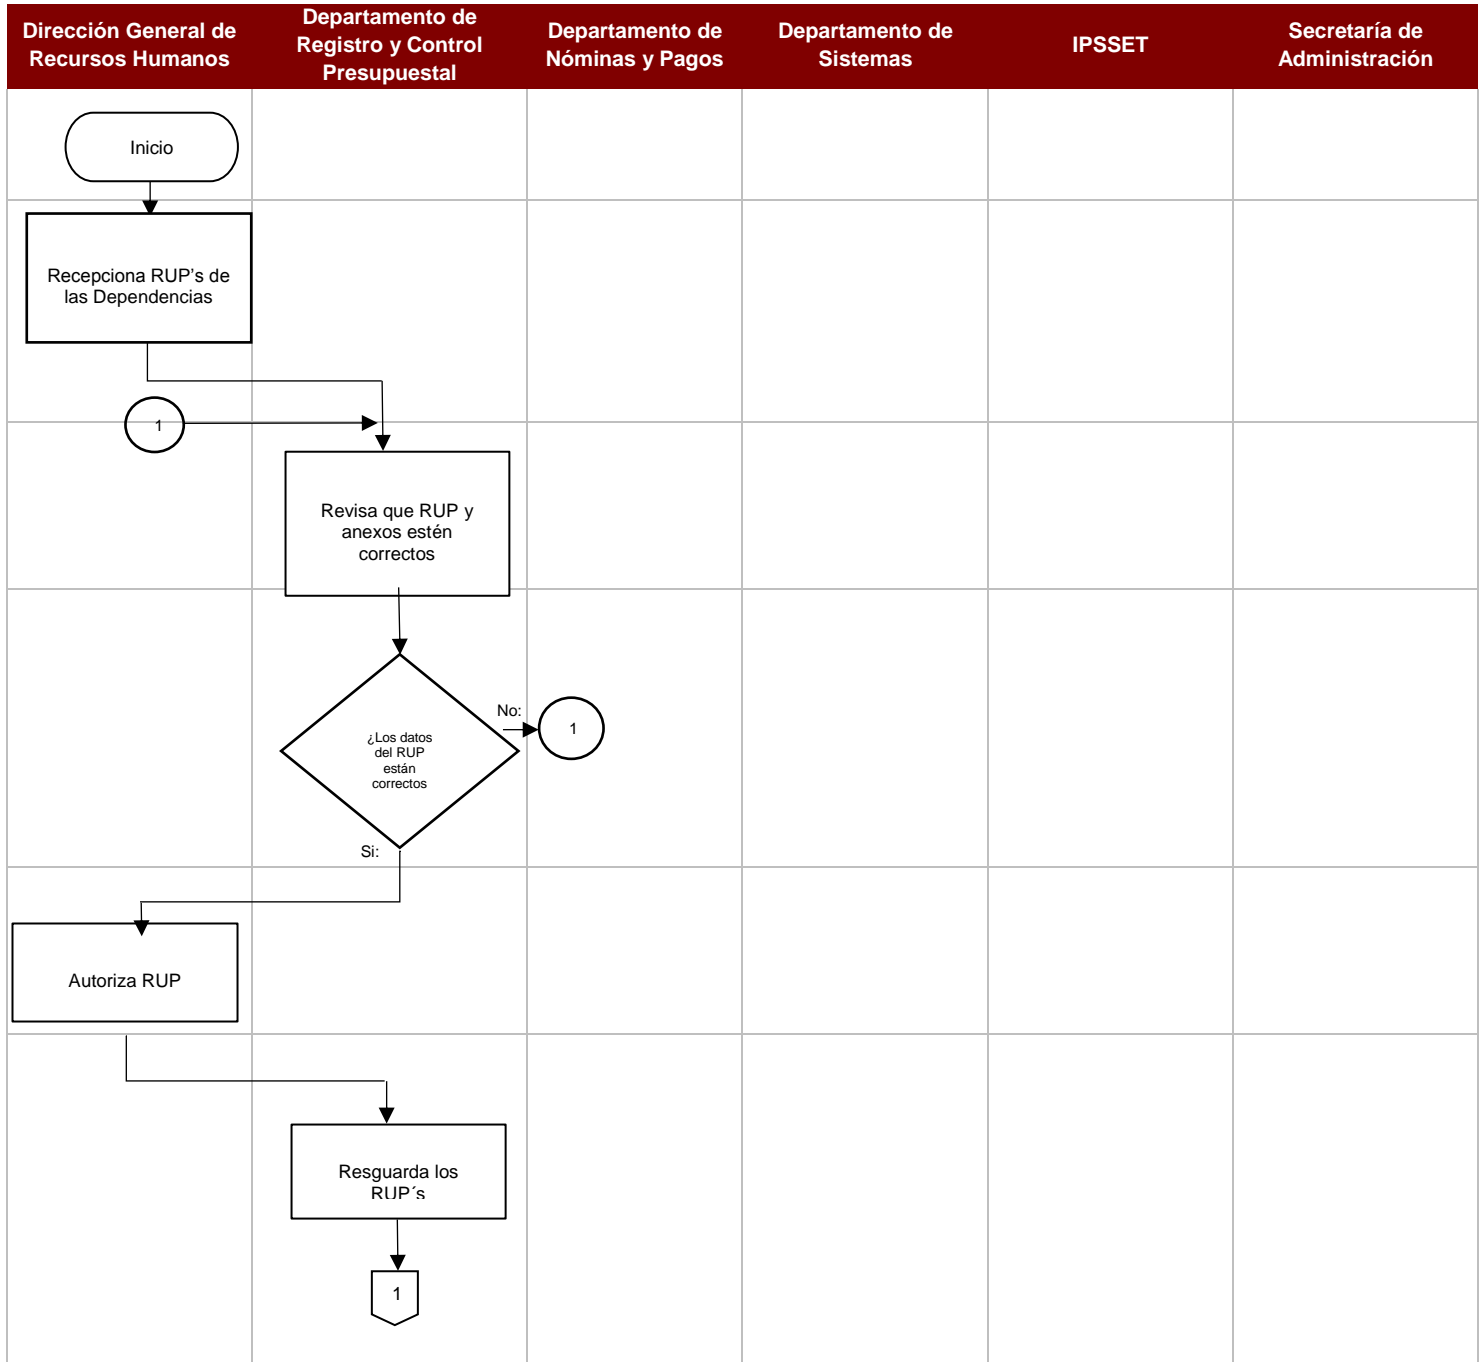 Dirección General de
Recursos Humanos
Departamento de
Registro y Control
Presupuestal
Departamento de
Nóminas y Pagos
Departamento de
Sistemas
IPSSET
Secretaría de
Administración
Inicio
Recepciona RUP’s de
las Dependencias
1
Revisa que RUP y
anexos estén
correctos
¿Los datos
del RUP
están
correctos
No:
1
Si:
Autoriza RUP
Resguarda los
RUP´s
1